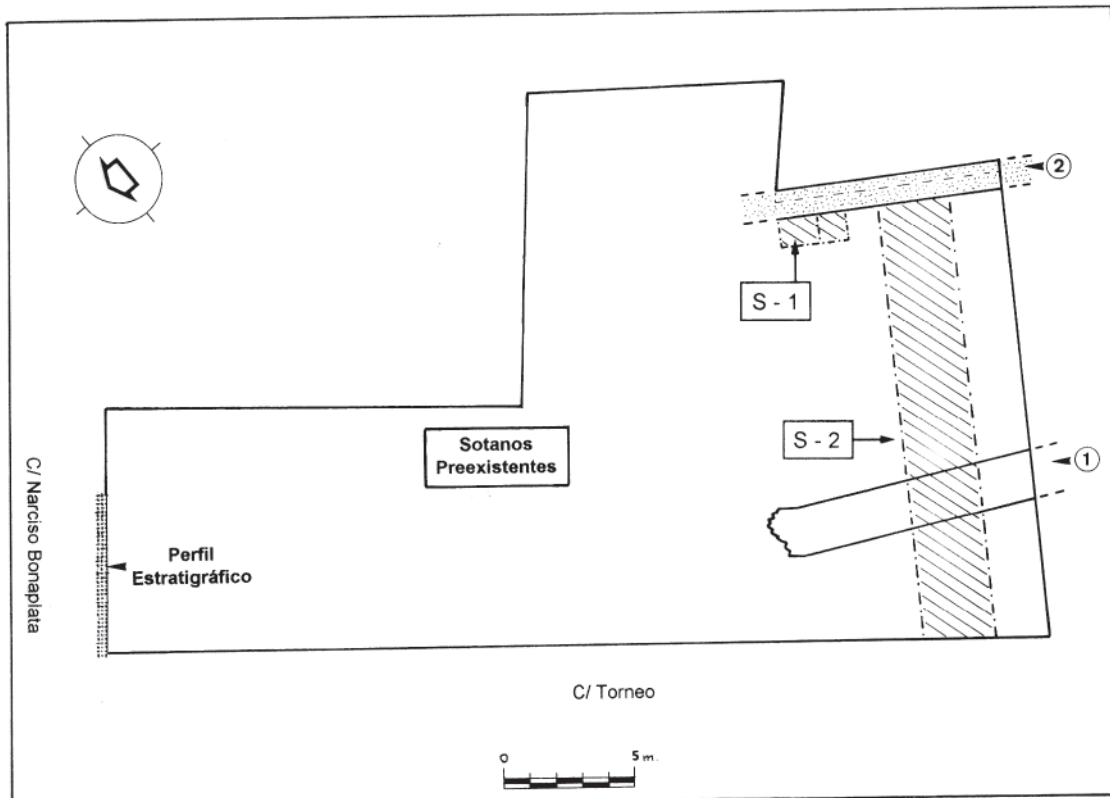 2
S - 1
Sotanos
Preexistentes
S - 2
1
C/ Narciso Bonaplata
Perfil
Estratigráfico
C/ Torneo
0 5 m.